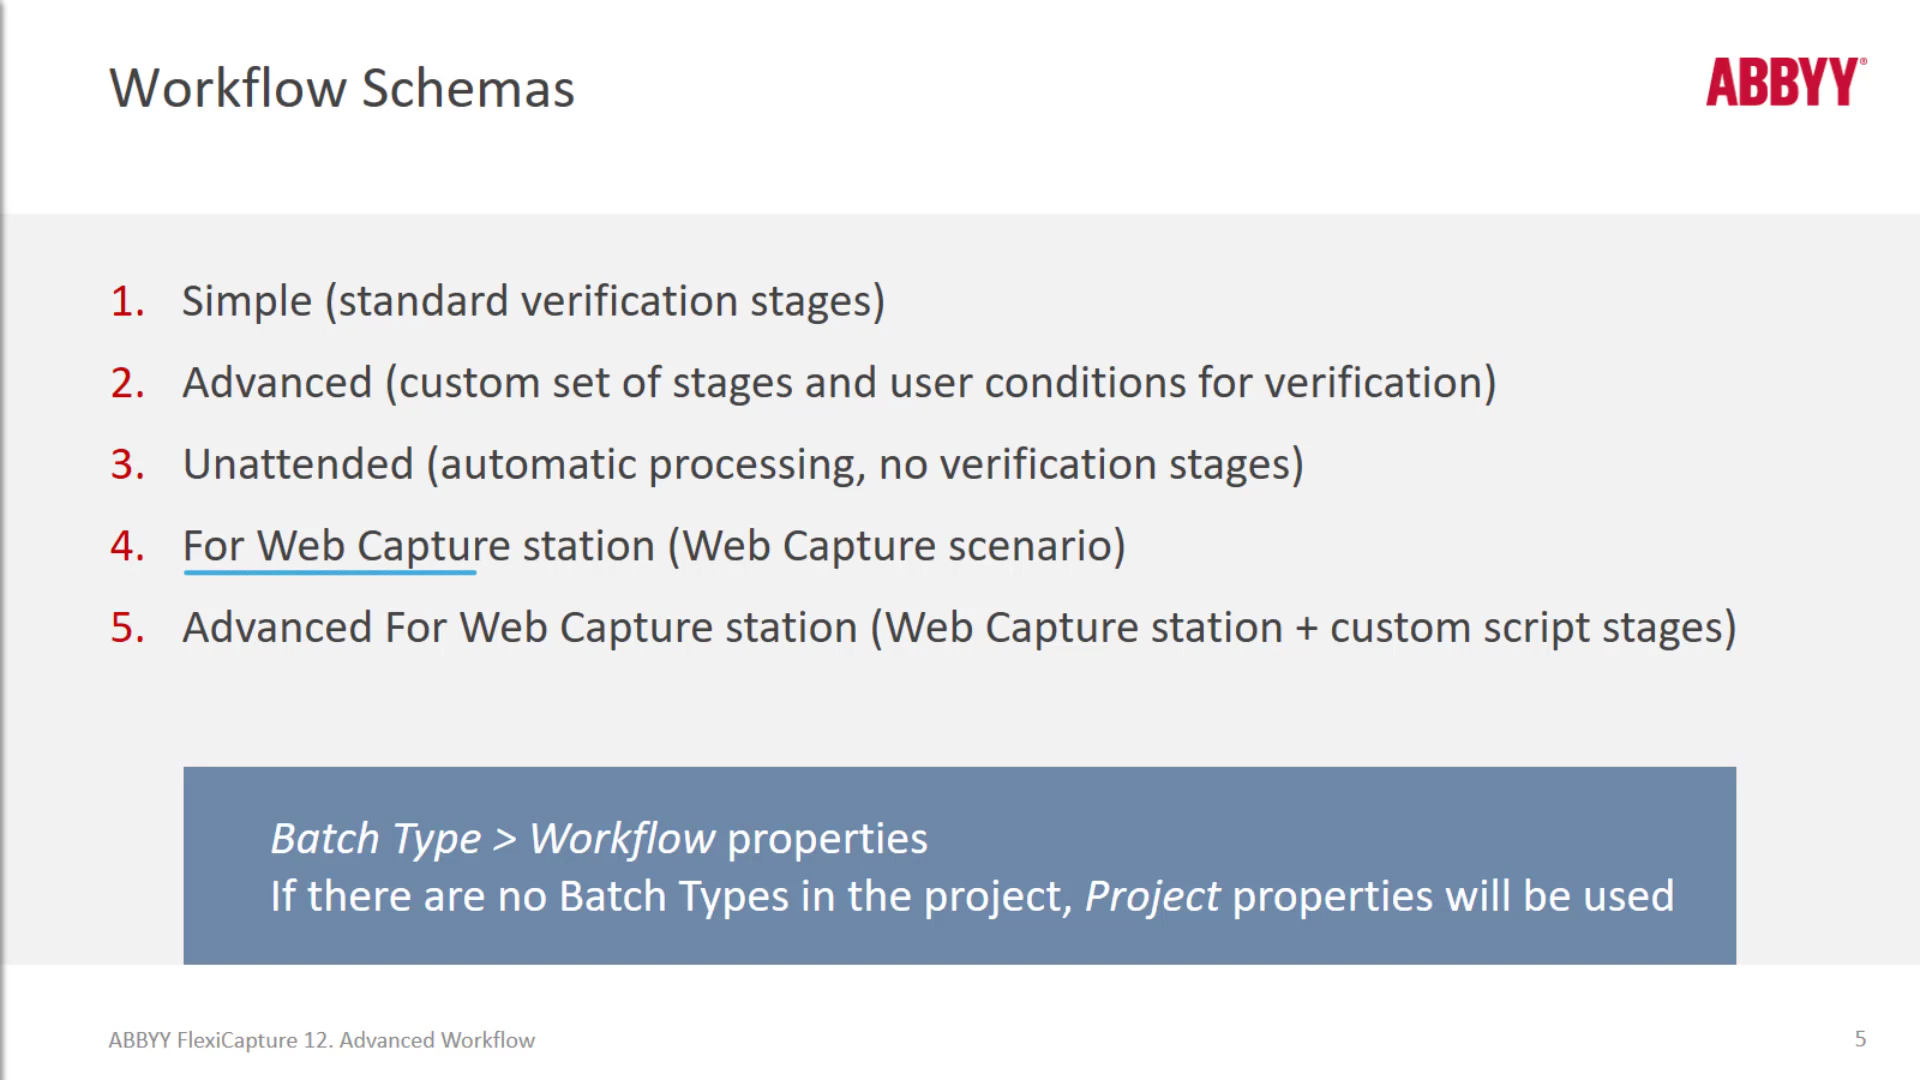 Workflow Schemas
ABBYY®
1. Simple (standard verification stages)
2. Advanced (custom set of stages and user conditions for verification)
3. Unattended (automatic processing, no verification stages)
4. For Web Capture station (Web Capture scenario)
5. Advanced For Web Capture station (Web Capture station + custom script stages)
Batch Type > Workflow properties
If there are no Batch Types in the project, Project properties will be used
ABBYY FlexiCapture 12. Advanced Workflow
5